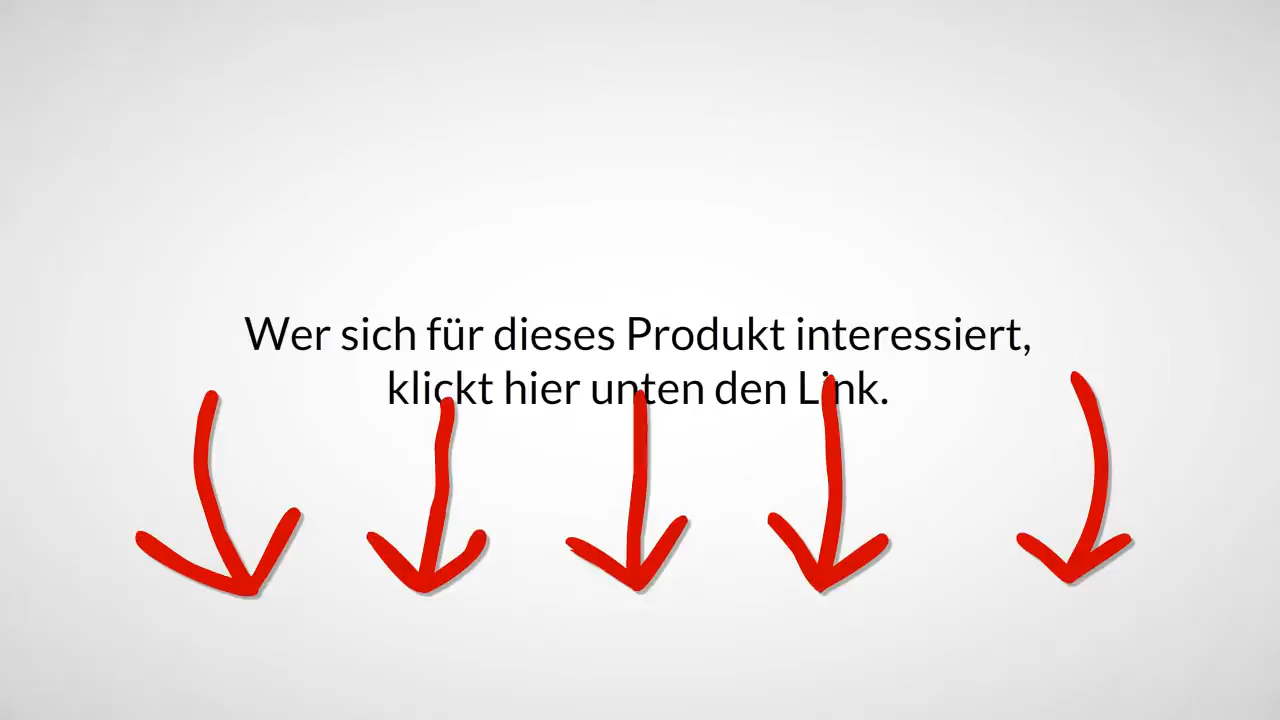 Wer sich für dieses Produkt interessiert,
klickt hier unten den Link.